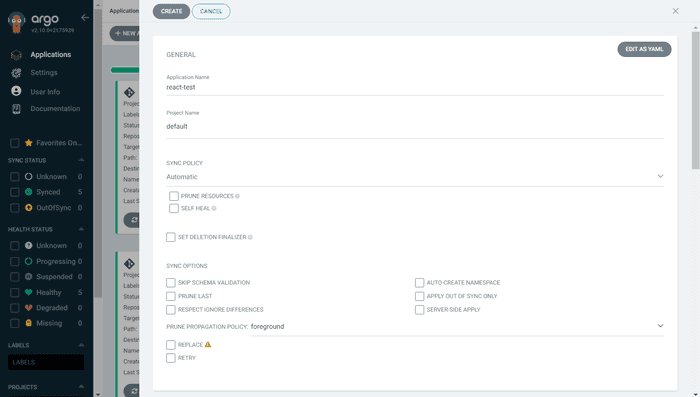 argo
v2.10.0+2175939
Applications
Settings
User Info
Documentation
Favorites On...
SYNC STATUS
Unknown 0
Synced 5
OutOfSync 0
HEALTH STATUS
Unknown 0
Progressing 0
Suspended 0
Healthy 5
Degraded 0
Missing 0
LABELS
LABELS
PROJECTS
Application
+ NEW A
Projec
Labels
Status
Repos
Target
Path:
Destin
Name
Create
Last S
Projec
Labels
Status
Repos
Target
Path:
Destin
Name
Create
Last S
CREATE
CANCEL
EDIT AS YAML
GENERAL
Application Name
react-test
Project Name
default
SYNC POLICY
Automatic
PRUNE RESOURCES
SELF HEAL
SET DELETION FINALIZER
SYNC OPTIONS
SKIP SCHEMA VALIDATION
AUTO-CREATE NAMESPACE
PRUNE LAST
APPLY OUT OF SYNC ONLY
RESPECT IGNORE DIFFERENCES
SERVER-SIDE APPLY
PRUNE PROPAGATION POLICY: foreground
REPLACE
RETRY